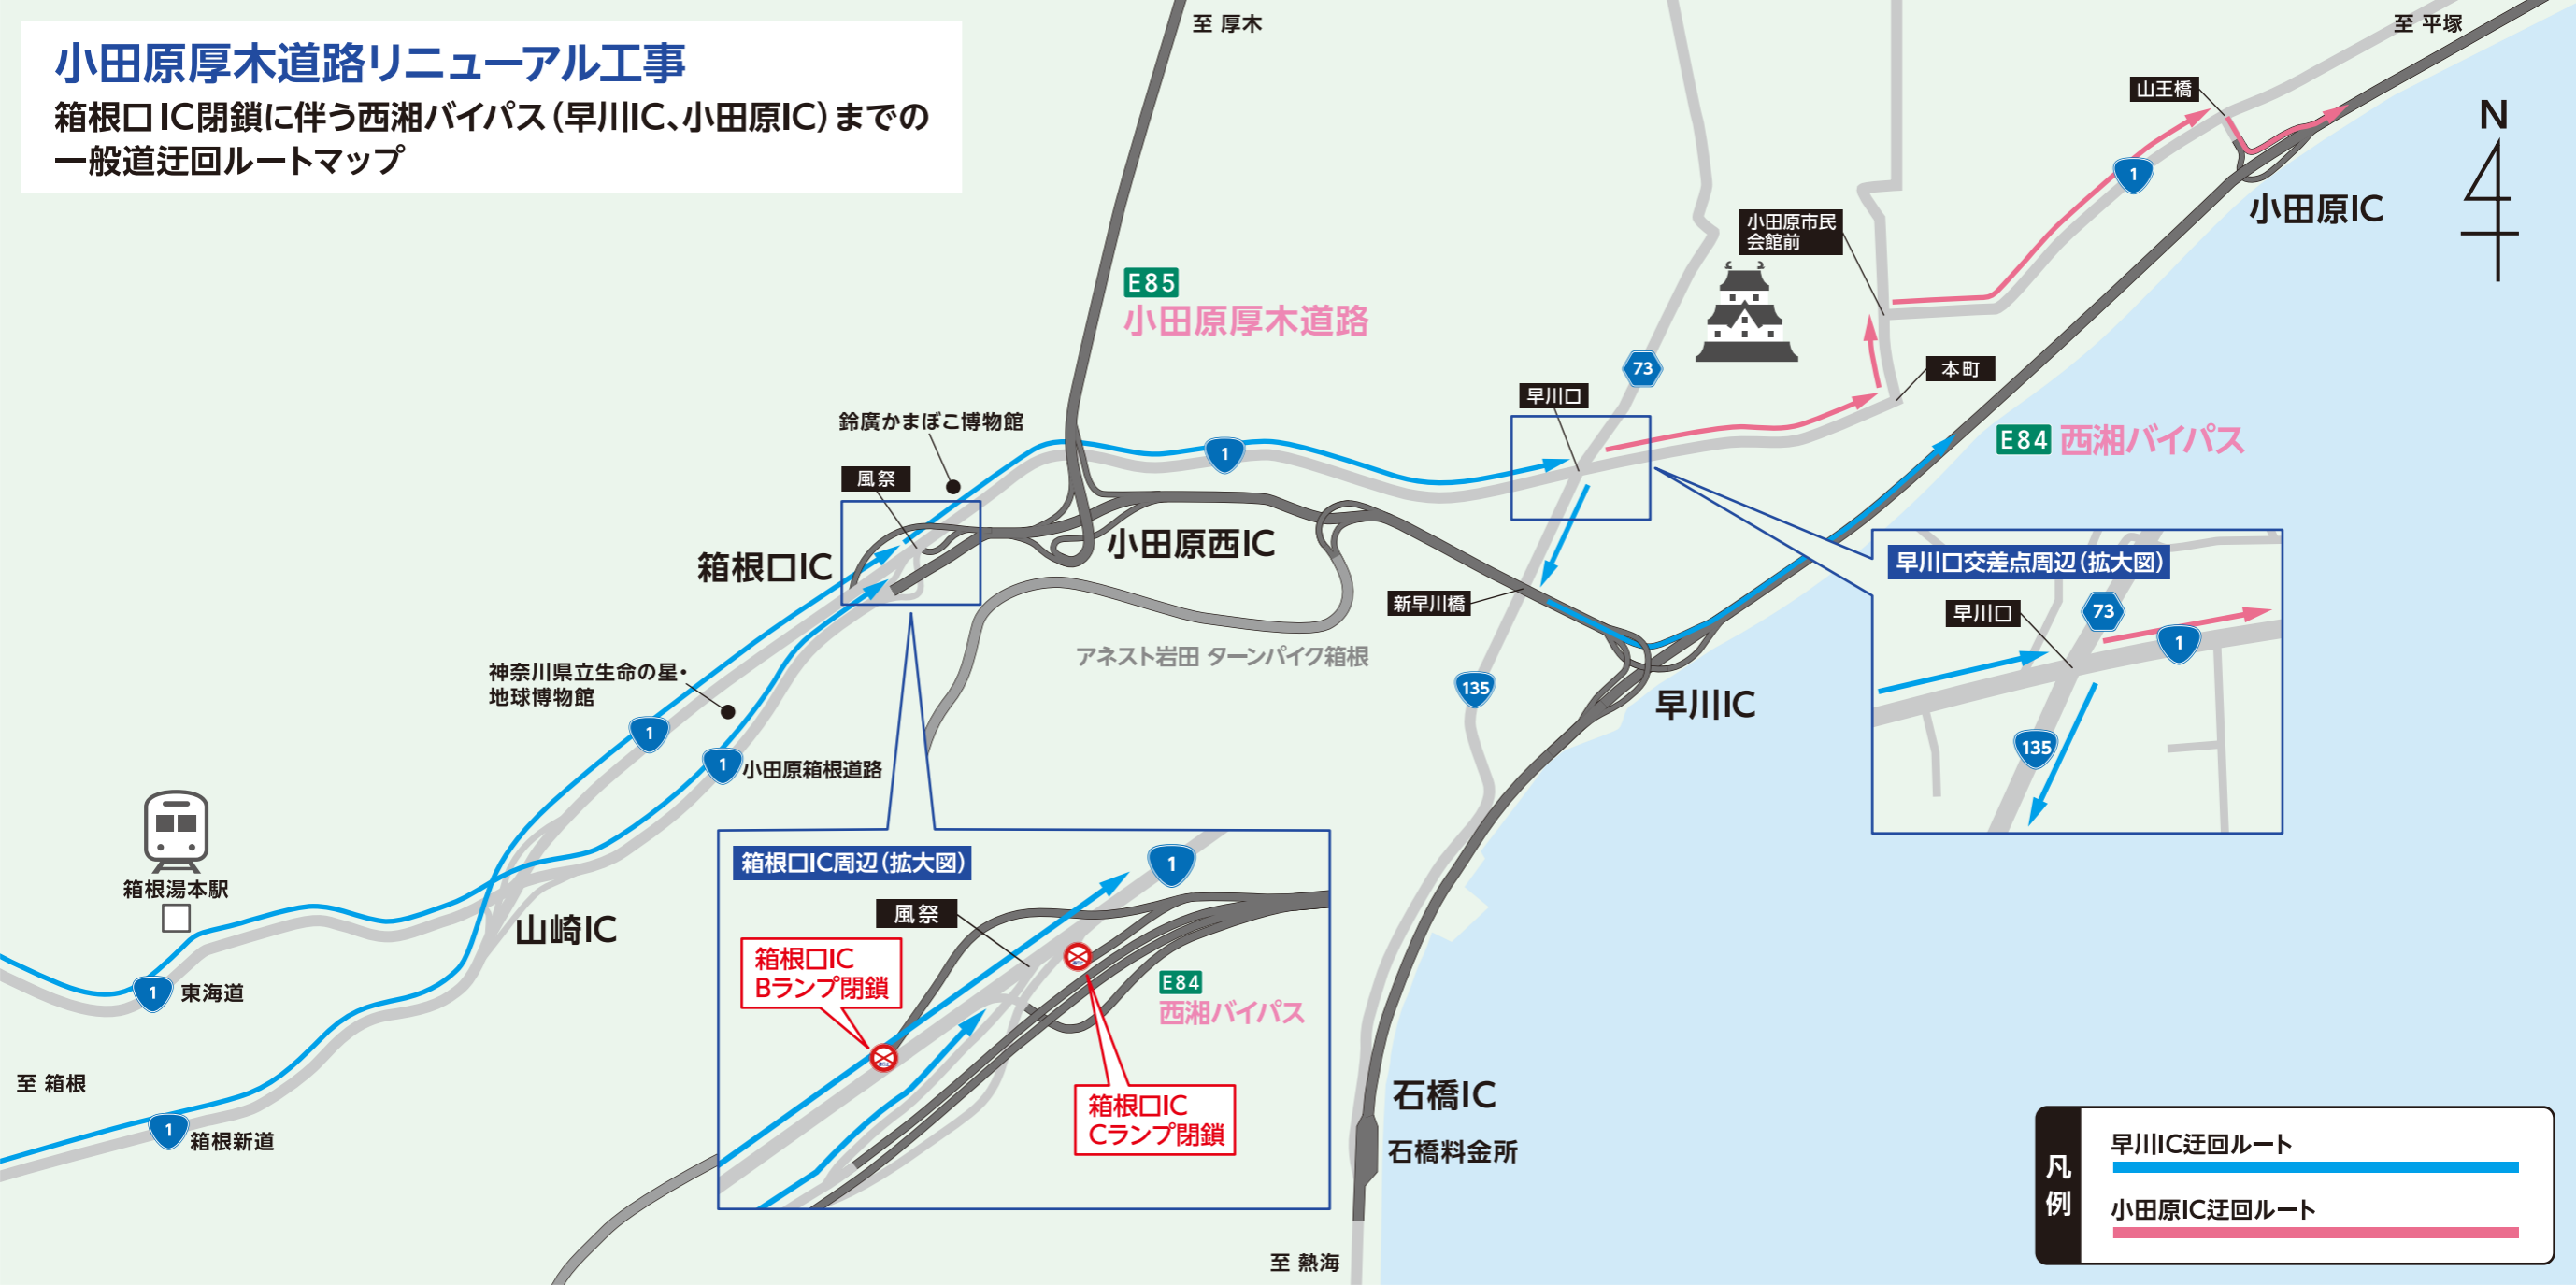 小田原厚木道路リニューアル工事
箱根口IC閉鎖に伴う西湘バイパス(早川IC、小田原IC)までの
一般道迂回ルートマップ
至 厚木
至 平塚
山王橋
N
1
小田原IC
小田原市民
会館前
E85
小田原厚木道路
73
本町
早川口
E84 西湘バイパス
鈴廣かまぼこ博物館
1
風祭
箱根口IC
小田原西IC
早川口交差点周辺(拡大図)
早川口
73
1
135
新早川橋
アネスト岩田 ターンパイク箱根
135
早川IC
神奈川県立生命の星・
地球博物館
1
1
小田原箱根道路
箱根湯本駅
山崎IC
箱根口IC周辺(拡大図)
1
風祭
箱根口IC
Bランプ閉鎖
E84
西湘バイパス
箱根口IC
Cランプ閉鎖
1
東海道
至 箱根
1
箱根新道
石橋IC
石橋料金所
至 熱海
凡例
早川IC迂回ルート
小田原IC迂回ルート